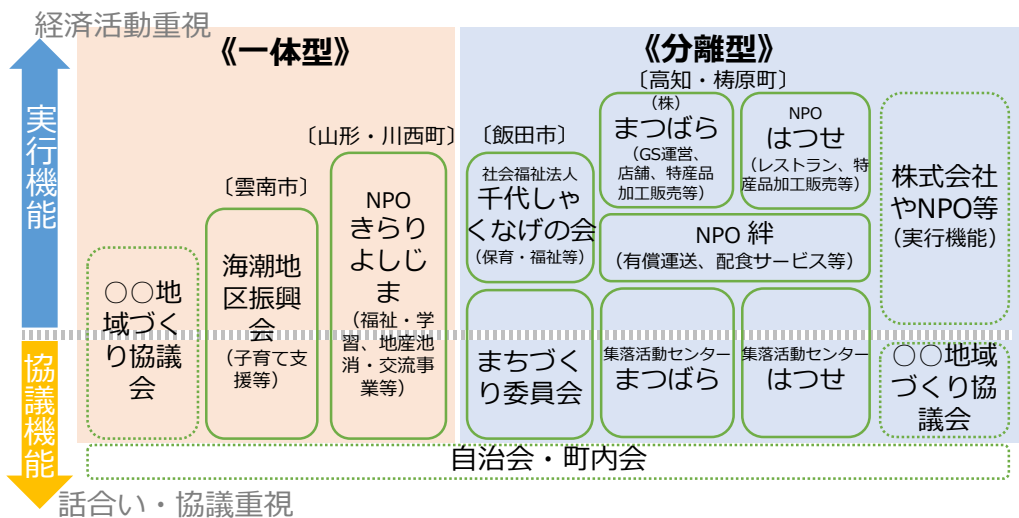 経済活動重視
実行機能
協議機能
話合い・協議重視
《一体型》
○○地
域づく
り協議
会
〔雲南市〕
海潮地
区振興
会
(子育て支
援等)
〔山形・川西町〕
NPO
きらり
よしじ
ま
(福祉・学
習、地産池
消・交流事
業等)
《分離型》
〔飯田市〕
社会福祉法人
千代しゃ
くなげの会
(保育・福祉等)
まちづく
り委員会
〔高知・梼原町〕
(株)
まつばら
(GS運営、
店舗、特産品
加工販売等)
NPO
はつせ
(レストラン、特
産品加工販売等)
NPO 絆
(有償運送、配食サービス等)
集落活動センター
まつばら
集落活動センター
はつせ
株式会社
やNPO等
(実行機能)
○○地域
づくり協
議会
自治会・町内会